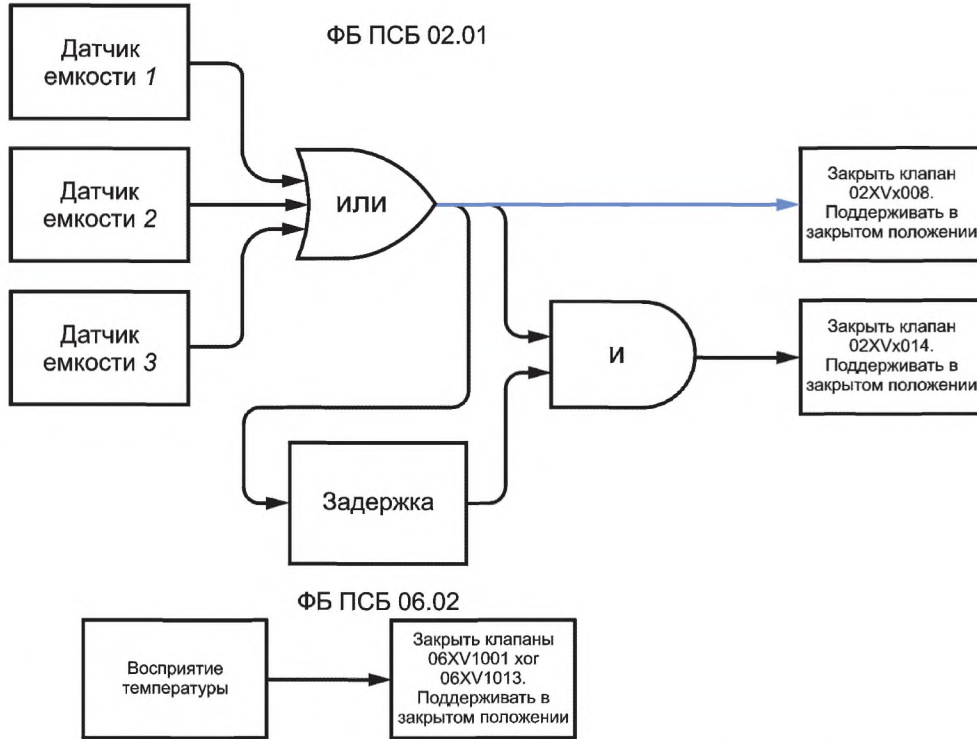 ФБ ПСБ 02.01
Датчик
емкости 1
Датчик
емкости 2
Датчик
емкости 3
или
Закрыть клапан
02XVx008.
Поддерживать в
закрытом положении
и
Закрыть клапан
02XVx014.
Поддерживать в
закрытом положении
Задержка
ФБ ПСБ 06.02
Восприятие
температуры
Закрыть клапаны
06XV1001 xor
06XV1013.
Поддерживать в
закрытом положении